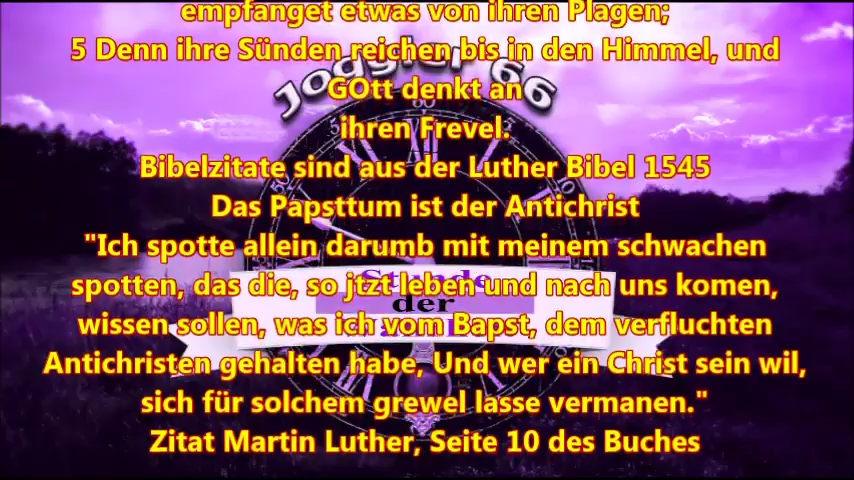 empfanget etwas von ihren Plagen;
5 Denn ihre Sünden reichen bis in den Himmel, und
Joggler 66
GOtt denkt an
ihren Frevel.
Bibelzitate sind aus der Luther Bibel 1545
Das Papsttum ist der Antichrist
"Ich spotte allein darumb mit meinem schwachen
spotten, das die, so jtzt leben und nach uns komen,
Stunde
der
wissen sollen, was ich vom Bapst, dem verfluchten
Antichristen gehalten habe, Und wer ein Christ sein wil,
sich für solchem grewel lasse vermanen."
Zitat Martin Luther, Seite 10 des Buches